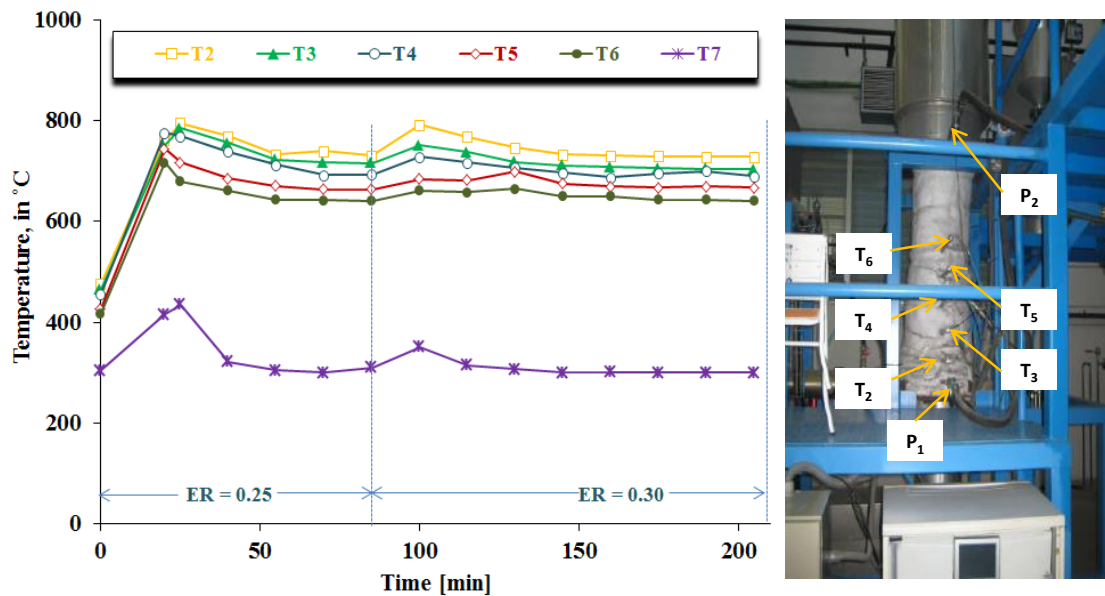 1000
800
600
400
200
0
Temperature, in °C
T2 T3 T4 T5 T6 T7
ER = 0.25 ER = 0.30
0 50 100 150 200
Time [min]
P2
T6
T5
T4
T3
T2
P1